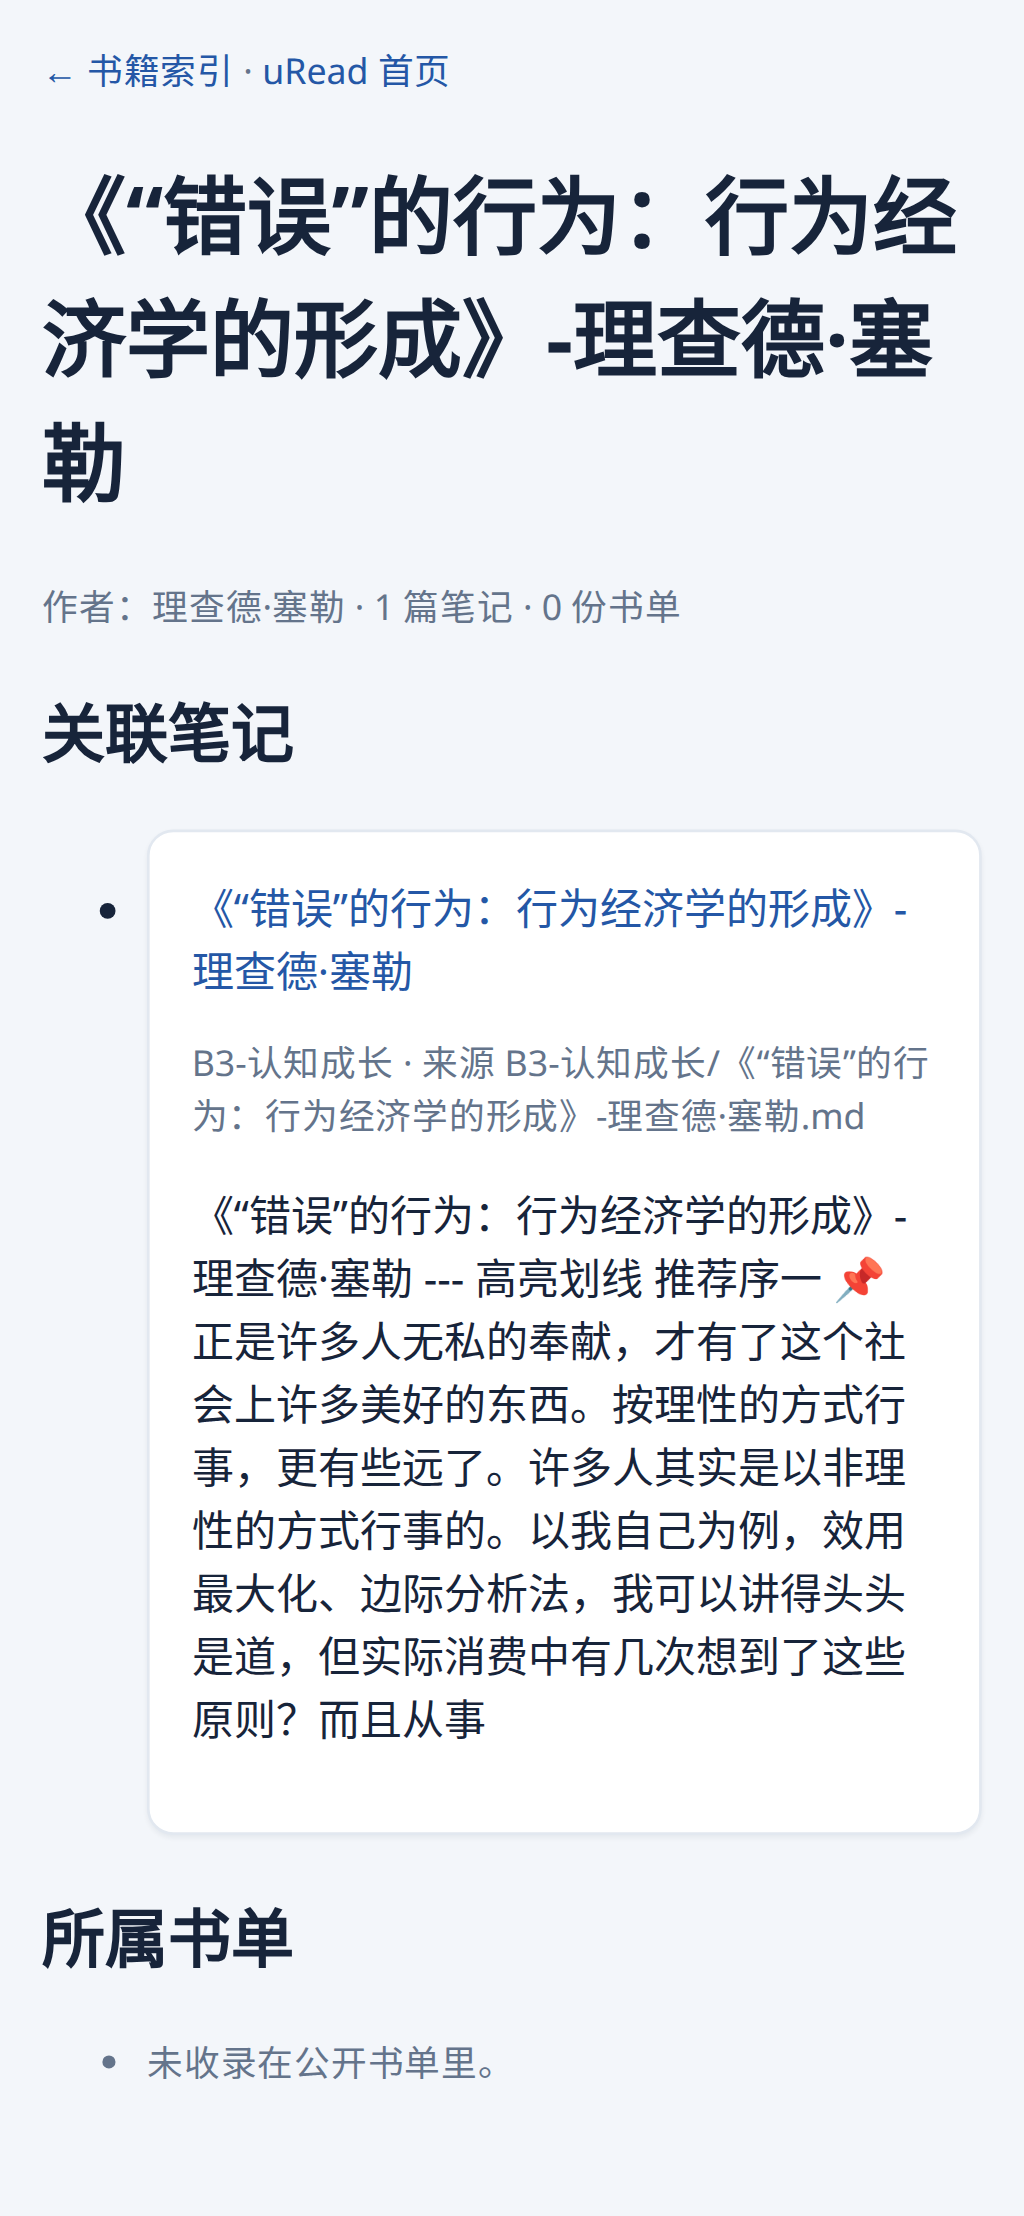 ← 书籍索引 · uRead 首页
《“错误”的行为：行为经
济学的形成》-理查德·塞
勒
作者：理查德·塞勒 · 1 篇笔记 · 0 份书单
关联笔记
《“错误”的行为：行为经济学的形成》-
理查德·塞勒
B3-认知成长 · 来源 B3-认知成长/《“错误”的行
为：行为经济学的形成》-理查德·塞勒.md
《“错误”的行为：行为经济学的形成》-
理查德·塞勒 --- 高亮划线 推荐序一 📌
正是许多人无私的奉献，才有了这个社
会上许多美好的东西。按理性的方式行
事，更有些远了。许多人其实是以非理
性的方式行事的。以我自己为例，效用
最大化、边际分析法，我可以讲得头头
是道，但实际消费中有几次想到了这些
原则？而且从事
所属书单
未收录在公开书单里。